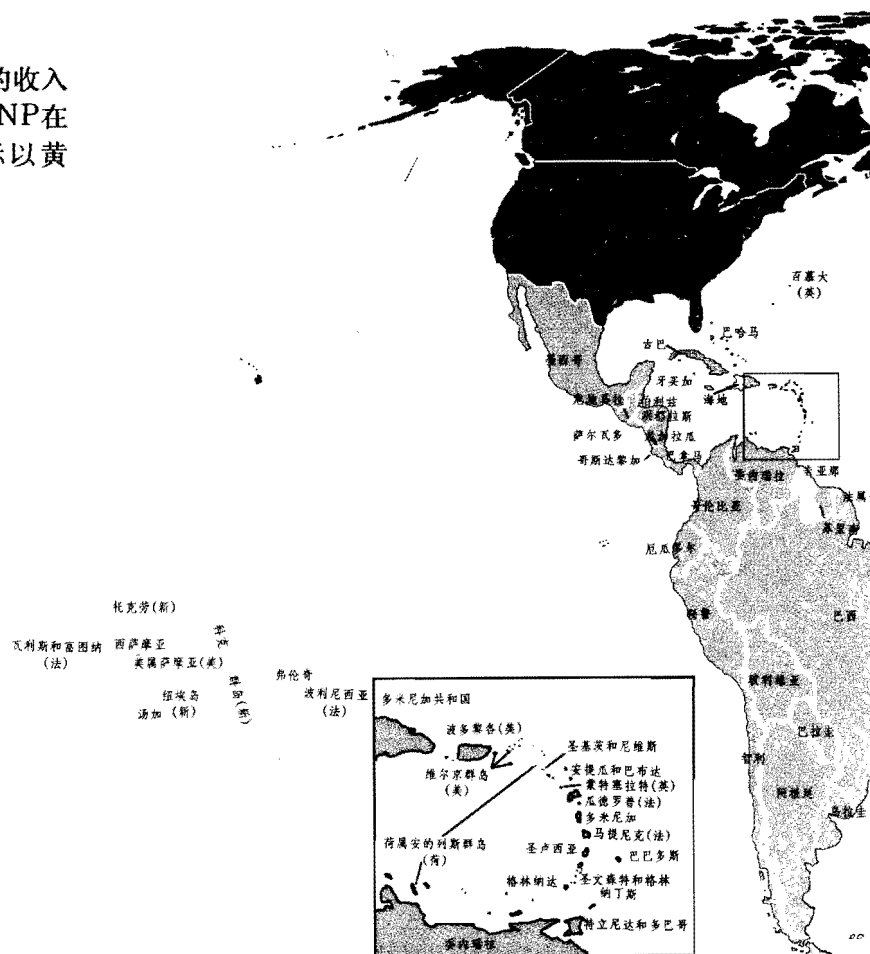 的收入
NP在
示以黄
百慕大
(英)
巴哈马
古巴
墨西哥
牙买加
海地
危地马拉
伯利兹
洪都拉斯
萨尔瓦多
尼加拉瓜
哥斯达黎加
巴拿马
委内瑞拉
圭亚那
法属
哥伦比亚
苏里南
厄瓜多尔
秘鲁
巴西
玻利维亚
巴拉圭
智利
阿根廷
乌拉圭
托克劳(新)
瓦利斯和富图纳
(法)
西萨摩亚
美属萨摩亚(美)
科克
群岛(新)
纽埃岛
(新)
汤加
弗伦奇
波利尼西亚
(法)
多米尼加共和国
波多黎各(英)
圣基茨和尼维斯
维尔京群岛
(美)
安提瓜和巴布达
蒙特塞拉特(英)
瓜德罗普(法)
多米尼加
马提尼克(法)
荷属安的列斯群岛
(荷)
圣卢西亚
巴巴多斯
格林纳达
圣文森特和格林
纳丁斯
特立尼达和多巴哥
委内瑞拉